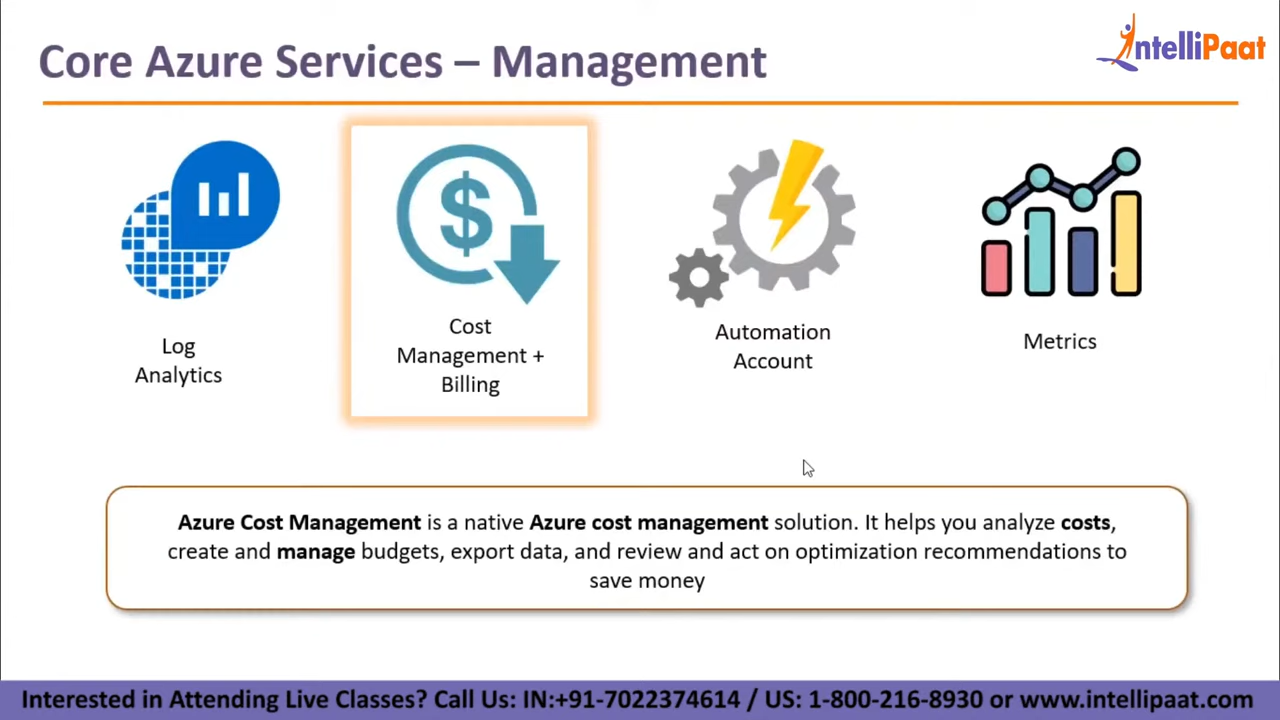 Core Azure Services – Management
IntelliPaat
Log
Analytics
Cost
Management +
Billing
Automation
Account
Metrics
Azure Cost Management is a native Azure cost management solution. It helps you analyze costs,
create and manage budgets, export data, and review and act on optimization recommendations to
save money
Interested in Attending Live Classes? Call Us: IN:+91-7022374614 / US: 1-800-216-8930 or www.intellipaat.com